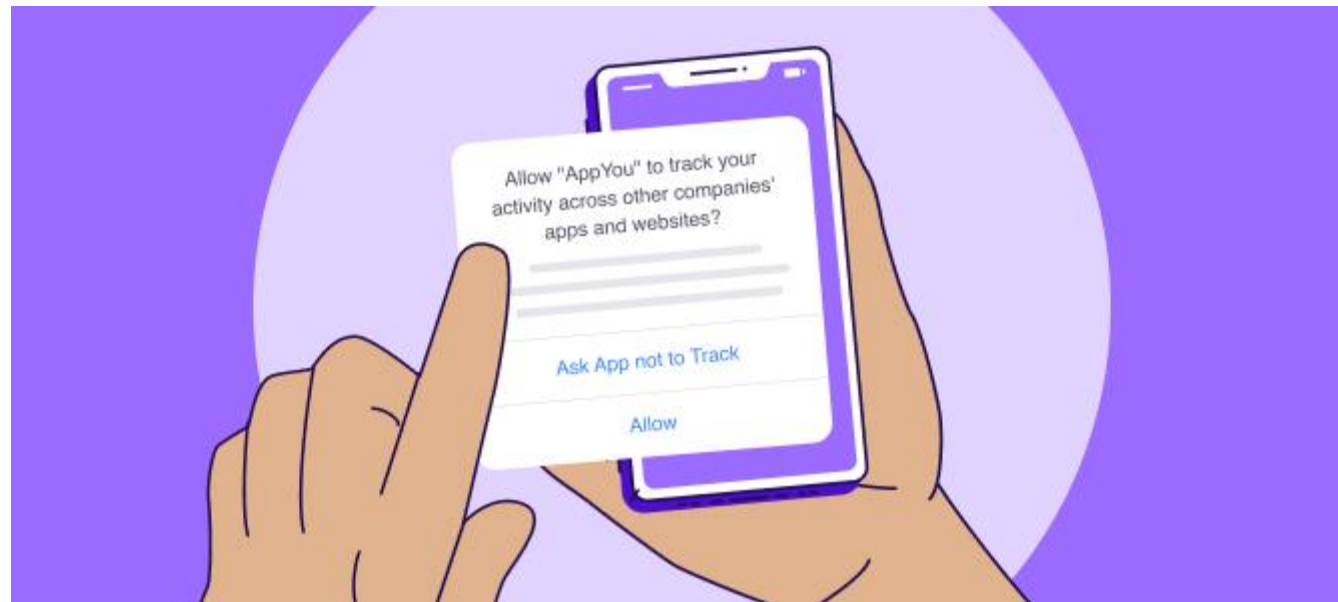 Allow "AppYou" to track your
activity across other companies'
apps and websites?
Ask App not to Track
Allow